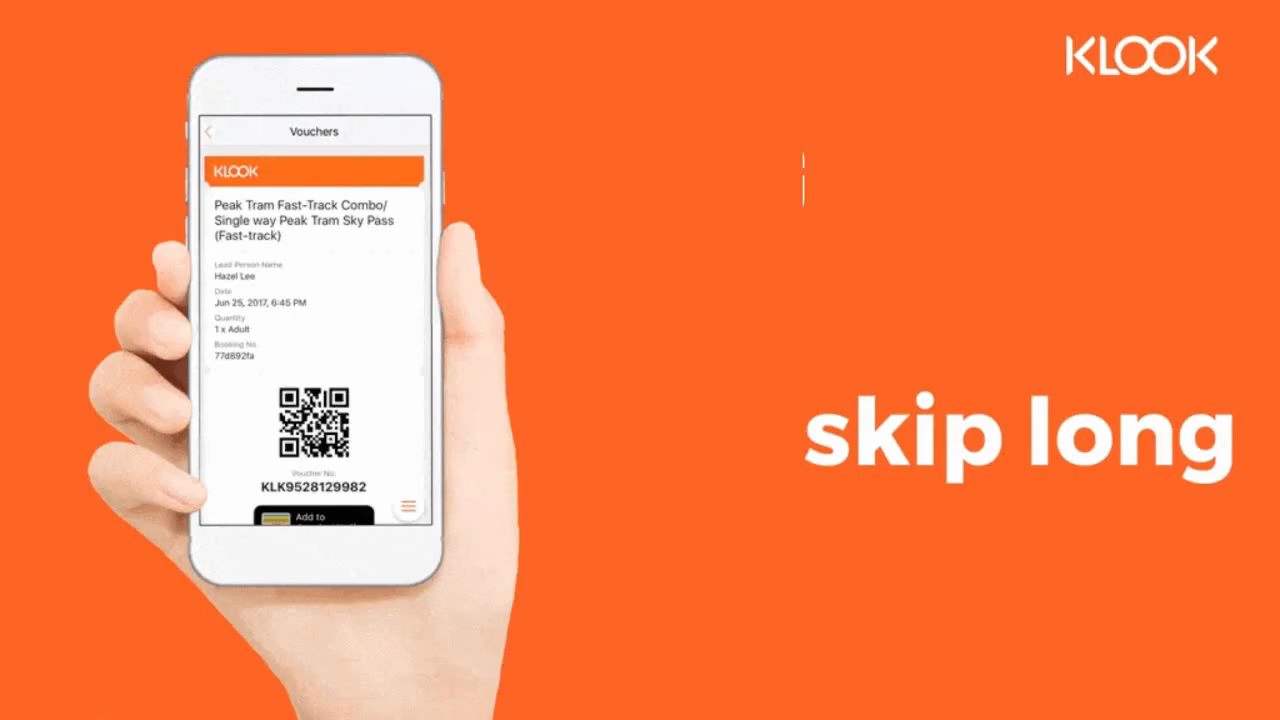 KLOOK
Vouchers
KLOOK
Peak Tram Fast-Track Combo/
Single way Peak Tram Sky Pass
(Fast-track)
Lead Person Name
Hazel Lee
Date
Jun 25, 2017, 6:45 PM
Quantity
1 x Adult
Booking No.
77d892fa
Voucher No.
KLK9528129982
Add to
skip long